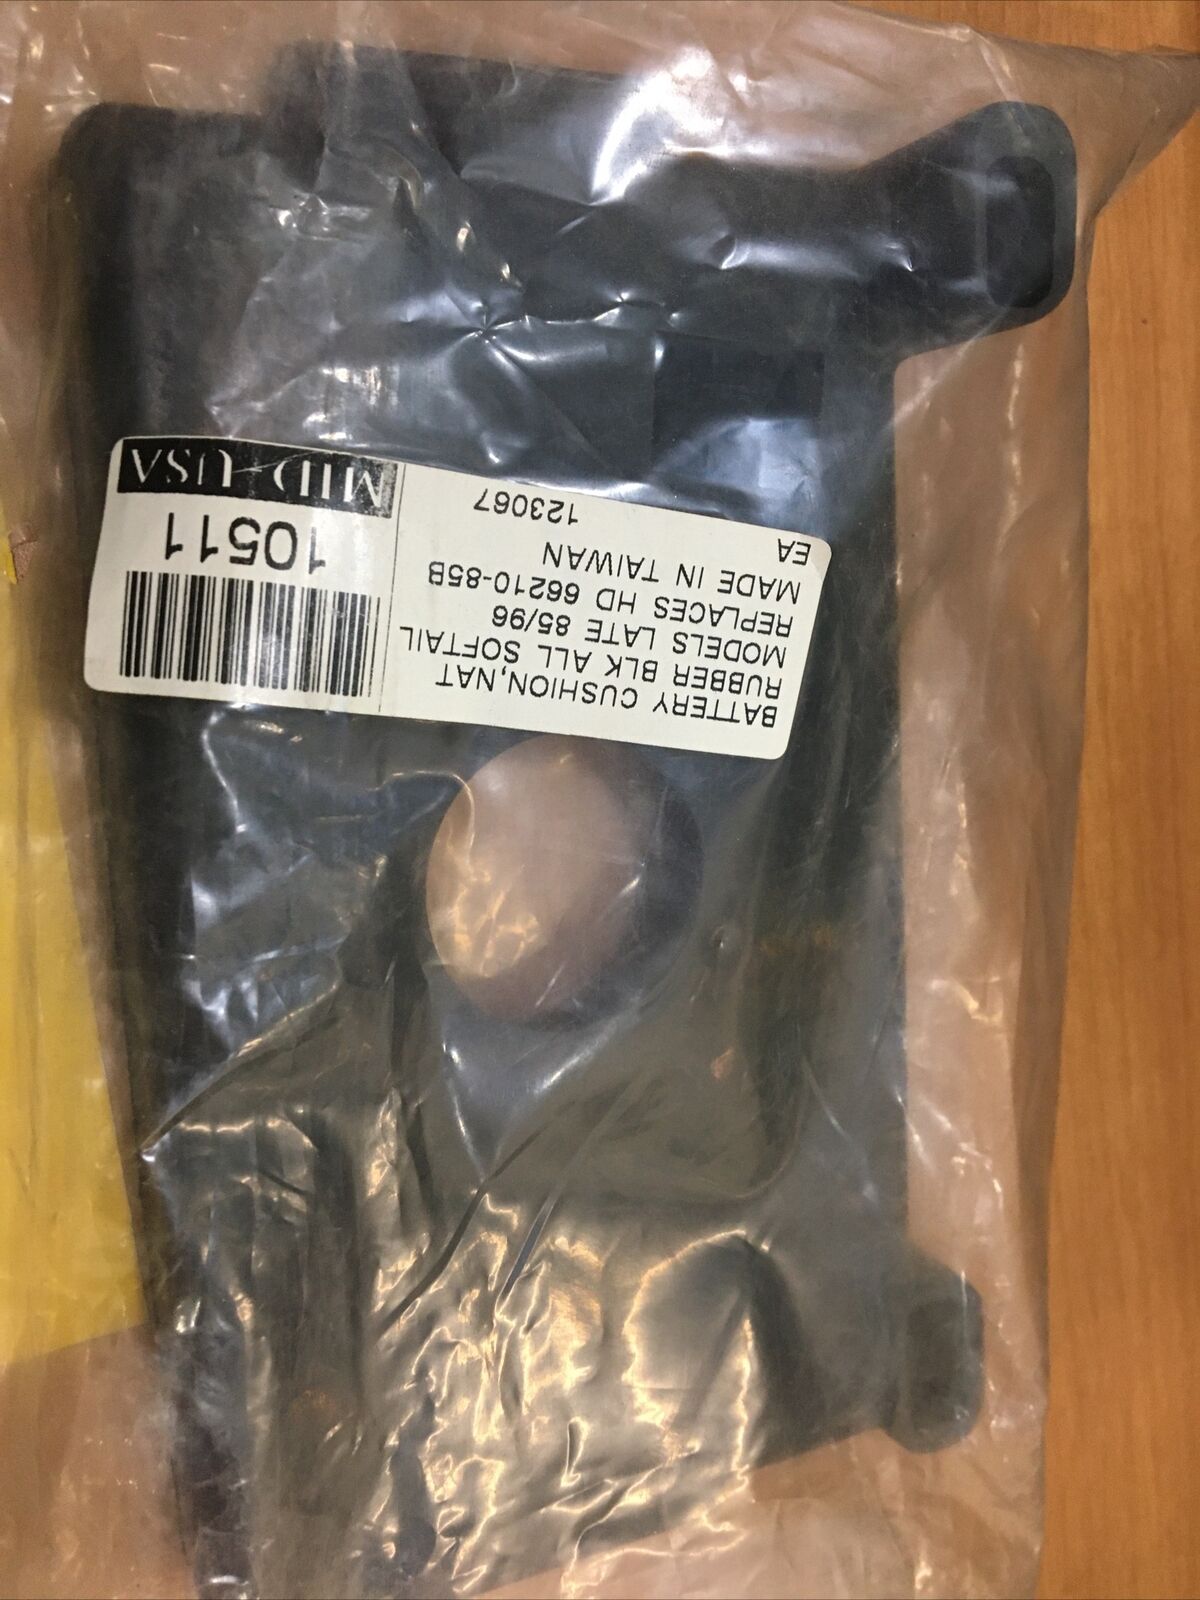 BATTERY CUSHION,NAT
RUBBER BLK ALL SOFTAIL
MODELS LATE 85/96
REPLACES HD 66210-85B
MADE IN TAIWAN
EA
123067
10511
MID-USA